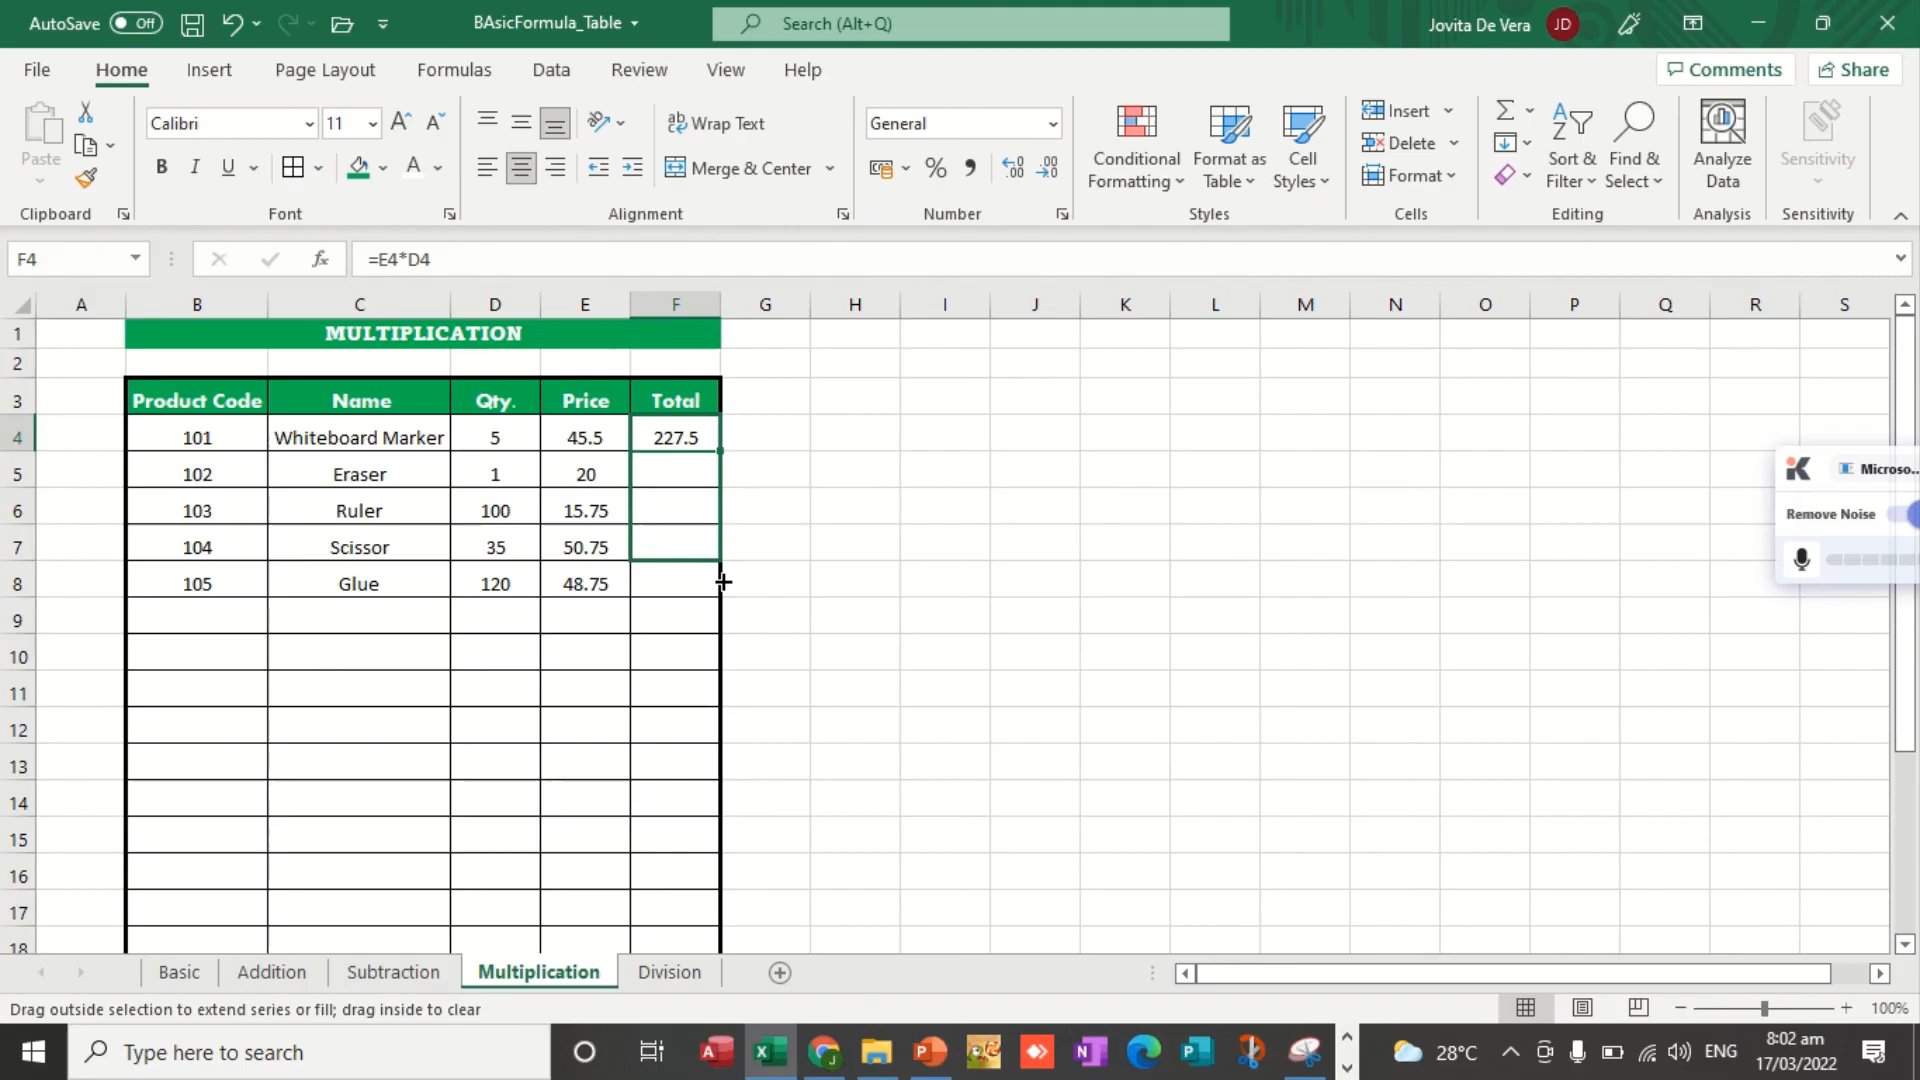 AutoSave Off BAsicFormula_Table Search (Alt+Q) Jovita De Vera JD
File Home Insert Page Layout Formulas Data Review View Help Comments Share
Calibri 11 Wrap Text General Insert
Paste B I U Merge & Center % , Conditional Formatting Format as Table Cell Styles Delete Format Sort & Filter Find & Select Analyze Data Sensitivity
Clipboard Font Alignment Number Styles Cells Editing Analysis Sensitivity
F4 fx =E4*D4
A B C D E F G H I J K L M N O P Q R S
1 MULTIPLICATION
2
3 Product Code Name Qty. Price Total
4 101 Whiteboard Marker 5 45.5 227.5
5 102 Eraser 1 20
6 103 Ruler 100 15.75
7 104 Scissor 35 50.75
8 105 Glue 120 48.75
9
10
11
12
13
14
15
16
17
18
Microso...
Remove Noise
Basic Addition Subtraction Multiplication Division
Drag outside selection to extend series or fill; drag inside to clear 100%
Type here to search 28°C ENG 8:02 am
17/03/2022